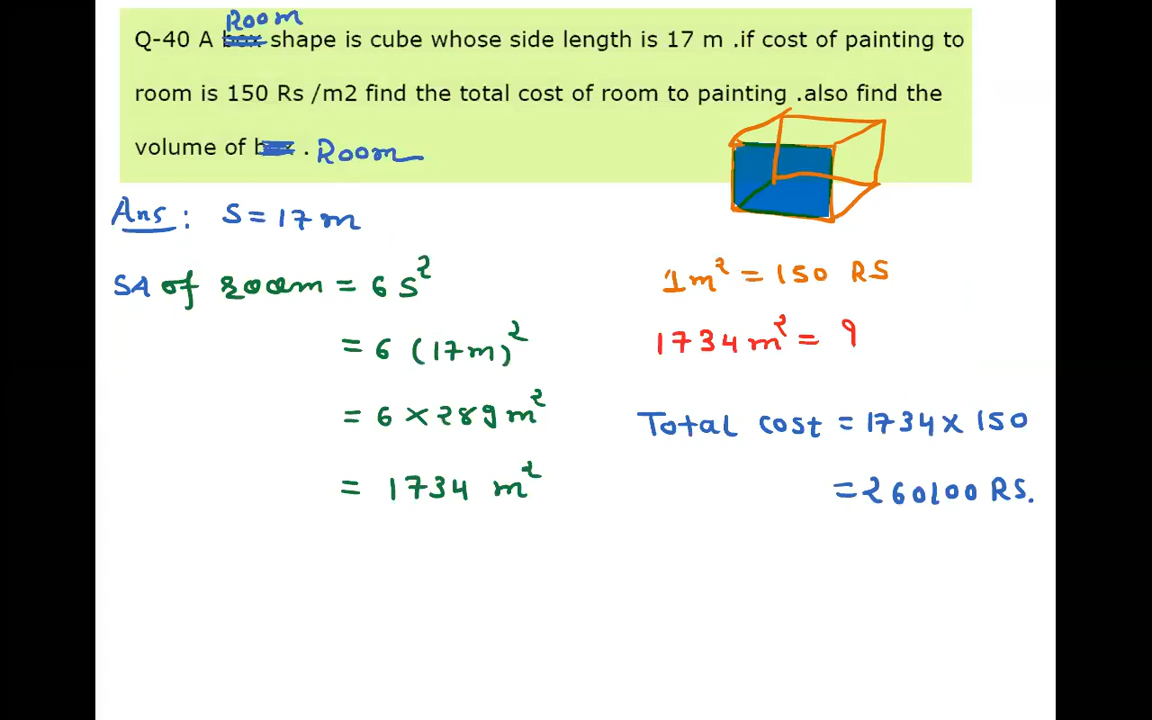 Room
Q-40 A box shape is cube whose side length is 17 m .if cost of painting to
room is 150 Rs /m2 find the total cost of room to painting .also find the
volume of box . Room
Ans : S = 17 m
SA of room = 6 s²
= 6 (17m)²
= 6 × 289 m²
= 1734 m²
1 m² = 150 RS
1734 m² = ?
Total cost = 1734 × 150
= 260100 RS.